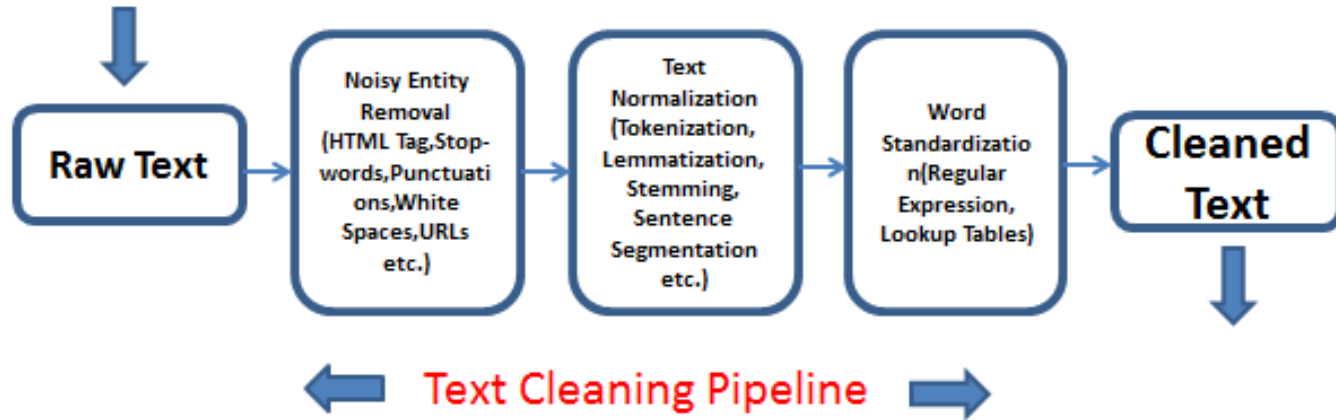 Raw Text
Noisy Entity
Removal
(HTML Tag,Stop-
words,Punctuati
ons,White
Spaces,URLs
etc.)
Text
Normalization
(Tokenization,
Lemmatization,
Stemming,
Sentence
Segmentation
etc.)
Word
Standardizatio
n(Regular
Expression,
Lookup Tables)
Cleaned
Text
Text Cleaning Pipeline